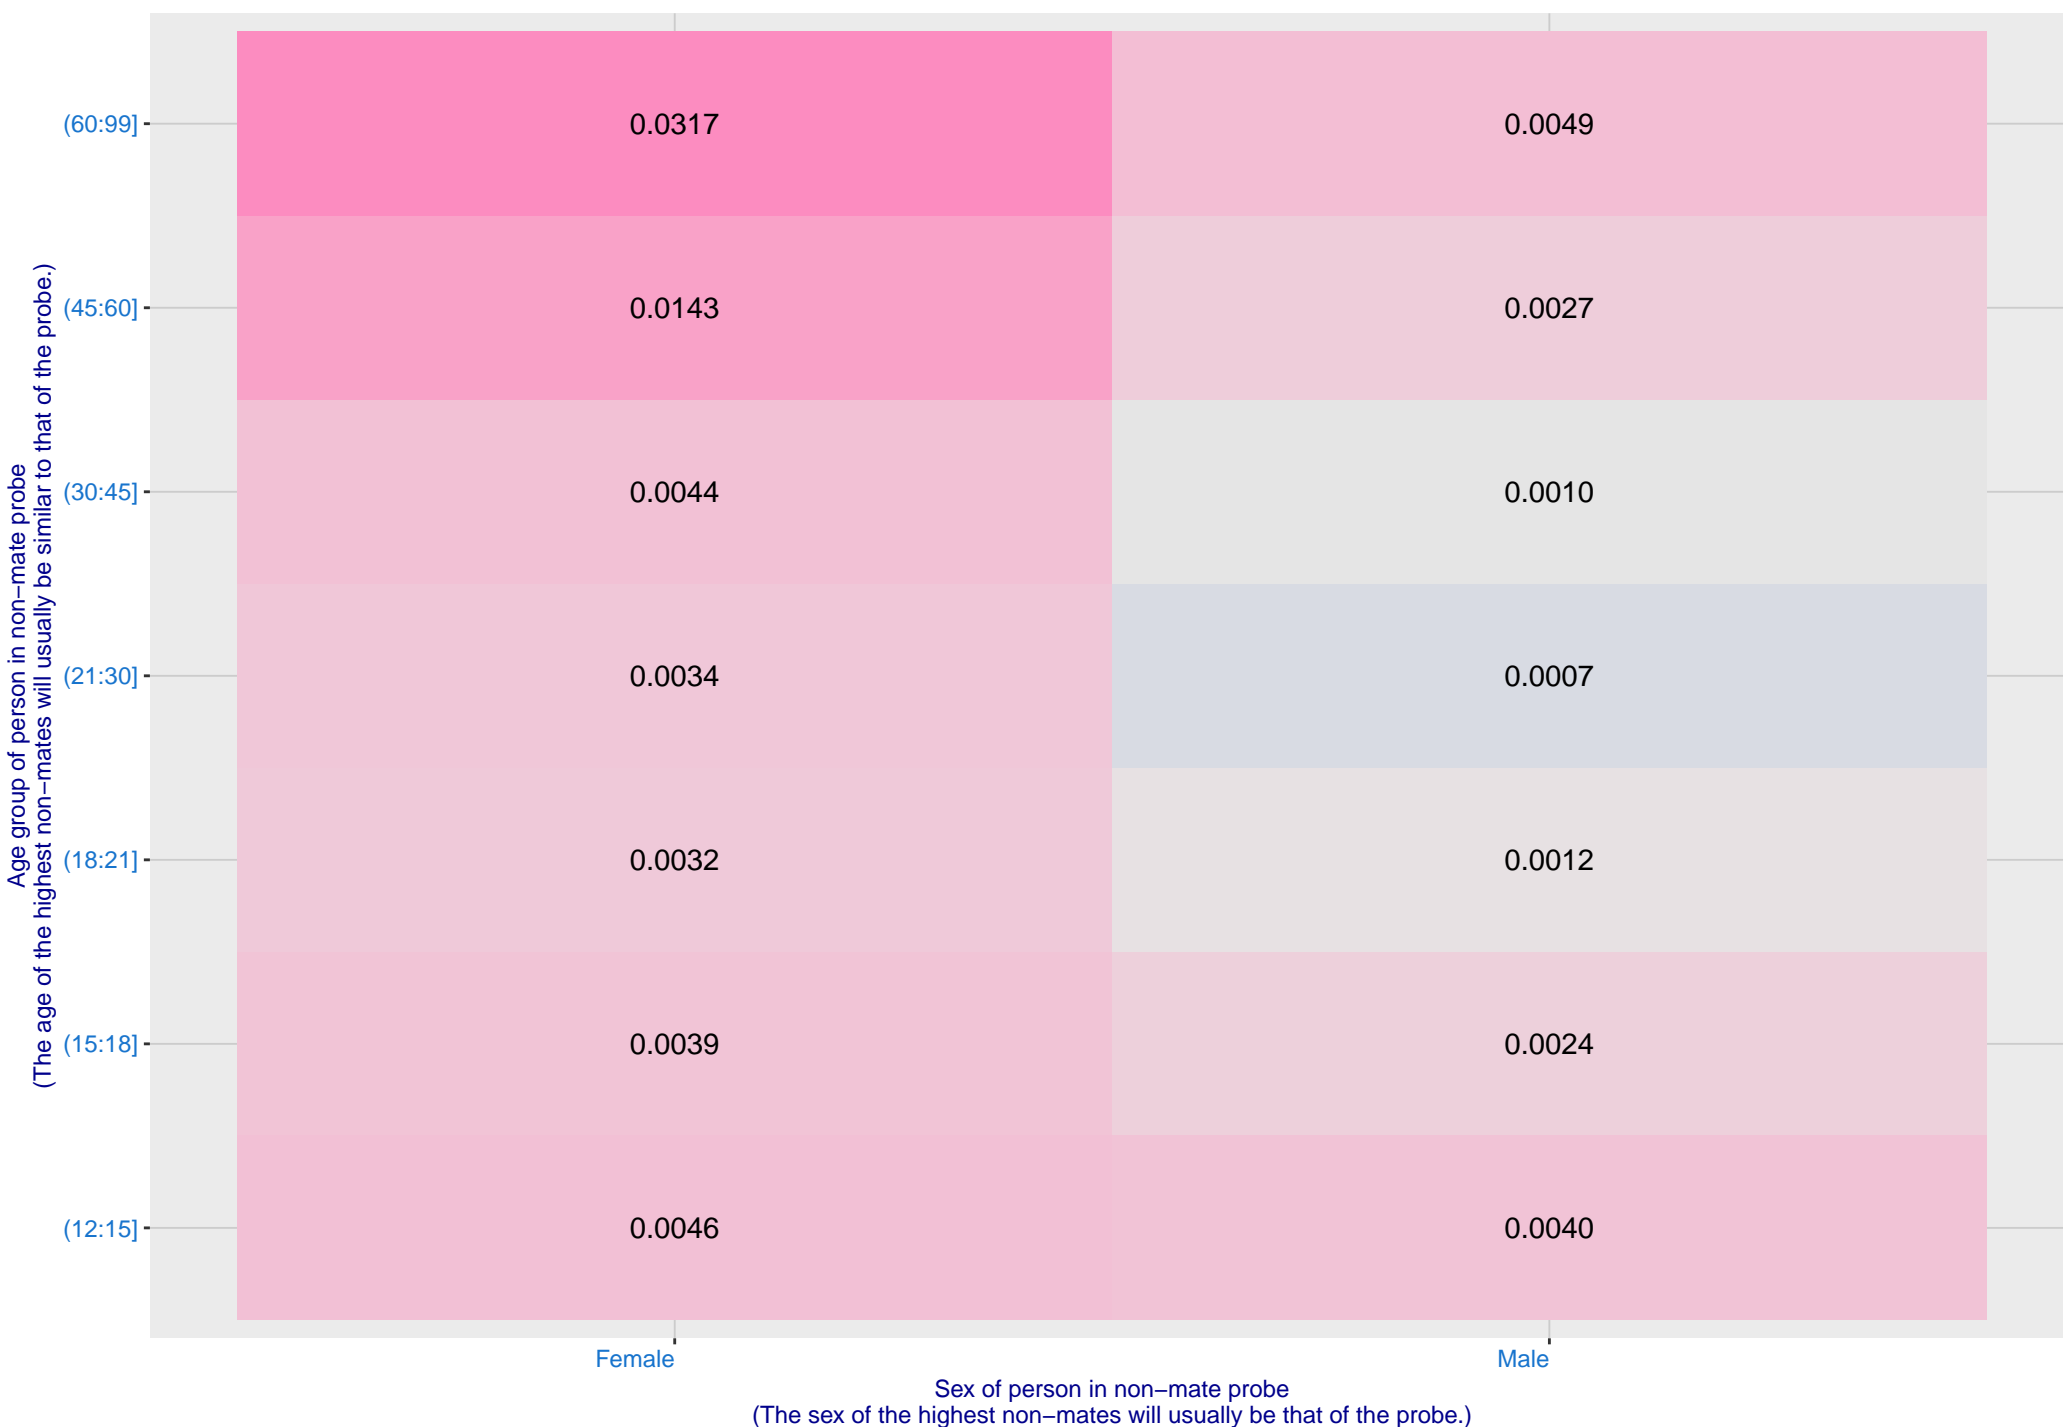 Age group of person in non−mate probe
(The age of the highest non−mates will usually be similar to that of the probe.)
(60:99] 0.0317 0.0049
(45:60] 0.0143 0.0027
(30:45] 0.0044 0.0010
(21:30] 0.0034 0.0007
(18:21] 0.0032 0.0012
(15:18] 0.0039 0.0024
(12:15] 0.0046 0.0040
Female Male
Sex of person in non−mate probe
(The sex of the highest non−mates will usually be that of the probe.)